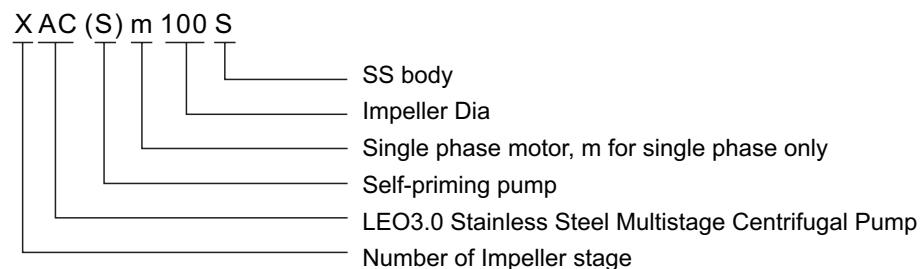 X AC (S) m 100 S
SS body
Impeller Dia
Single phase motor, m for single phase only
Self-priming pump
LEO3.0 Stainless Steel Multistage Centrifugal Pump
Number of Impeller stage